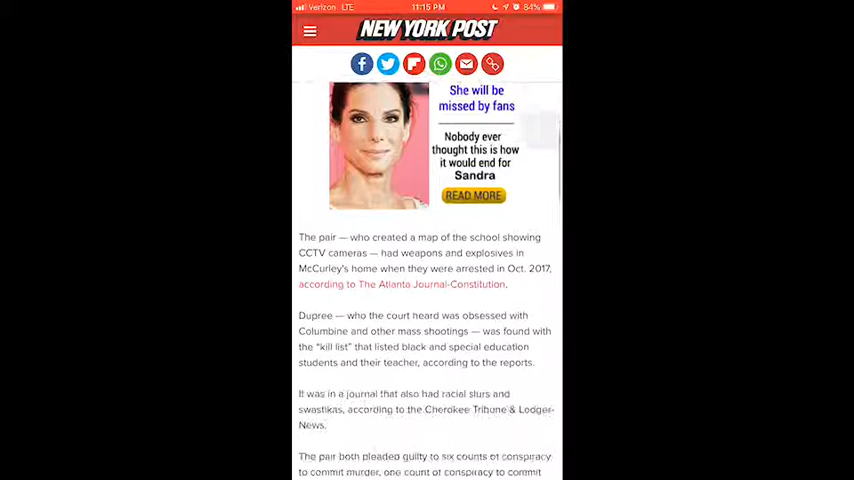 Verizon LTE 11:15 PM 84%
NEW YORK POST
She will be
missed by fans
Nobody ever
thought this is how
it would end for
Sandra
READ MORE
The pair — who created a map of the school showing
CCTV cameras — had weapons and explosives in
McCurley's home when they were arrested in Oct. 2017,
according to The Atlanta Journal-Constitution.
Dupree — who the court heard was obsessed with
Columbine and other mass shootings — was found with
the “kill list” that listed black and special education
students and their teacher, according to the reports.
It was in a journal that also had racial slurs and
swastikas, according to the Cherokee Tribune & Ledger-
News.
The pair both pleaded guilty to six counts of conspiracy
to commit murder, one count of conspiracy to commit